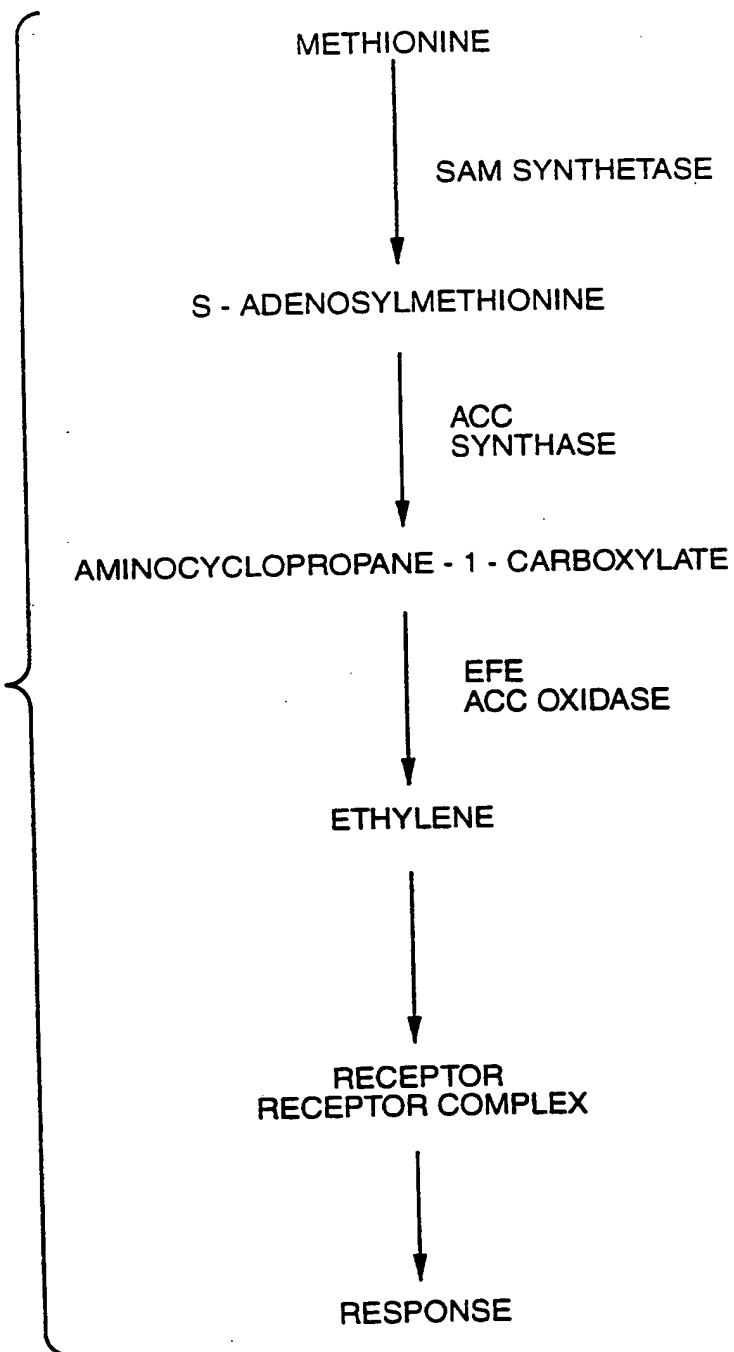 METHIONINE
SAM SYNTHETASE
S - ADENOSYLMETHIONINE
ACC
SYNTHASE
AMINOCYCLOPROPANE - 1 - CARBOXYLATE
EFE
ACC OXIDASE
ETHYLENE
RECEPTOR
RECEPTOR COMPLEX
RESPONSE